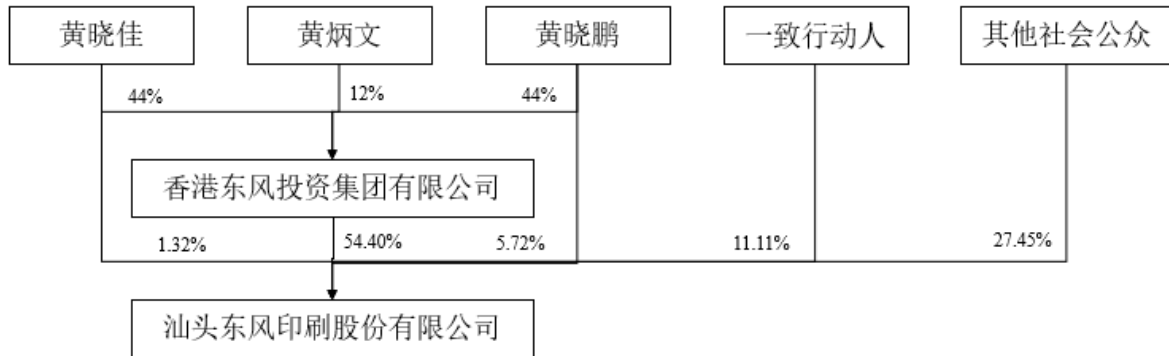 黄晓佳 黄炳文 黄晓鹏 一致行动人 其他社会公众
44% 12% 44%
香港东风投资集团有限公司
1.32% 54.40% 5.72% 11.11% 27.45%
汕头东风印刷股份有限公司